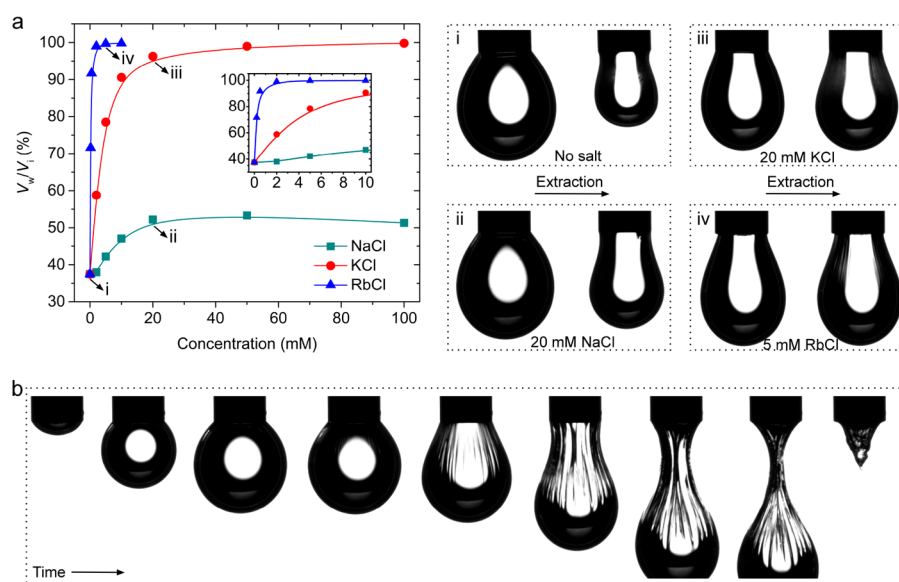 a
V_w/V_i (%)
100
90
80
70
60
50
40
30
0
20
40
60
80
100
Concentration (mM)
iv
iii
ii
i
NaCl
KCl
RbCl
100
80
60
40
0
2
4
6
8
10
i
No salt
Extraction
ii
20 mM NaCl
iii
20 mM KCl
Extraction
iv
5 mM RbCl
b
Time